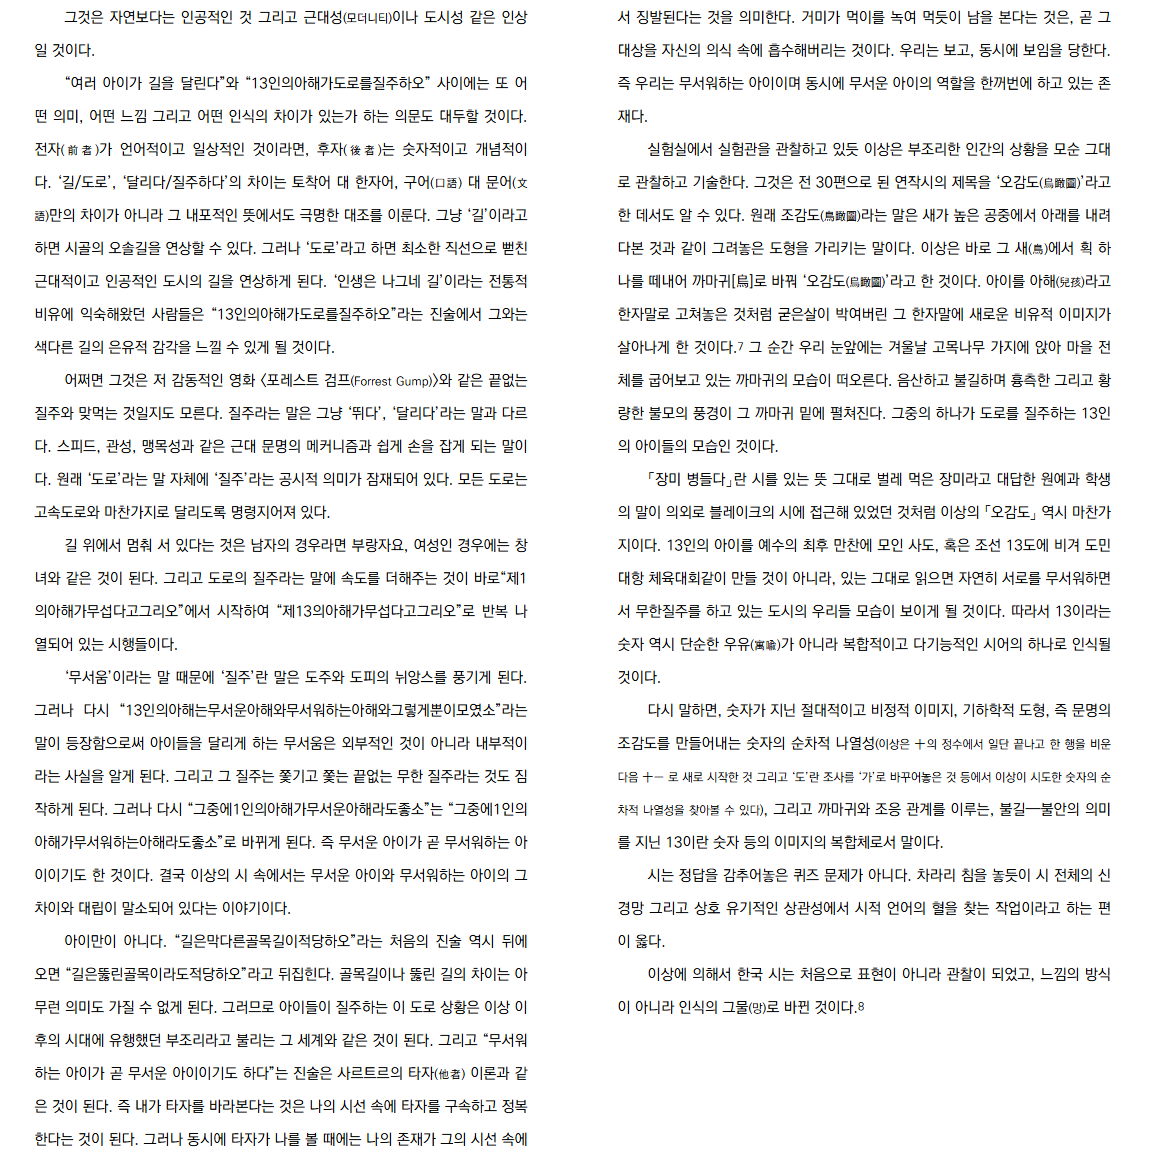 그것은 자연보다는 인공적인 것 그리고 근대성(모더니티)이나 도시성 같은 인상
일 것이다.
“여러 아이가 길을 달린다”와 “13인의아해가도로를질주하오” 사이에는 또 어
떤 의미, 어떤 느낌 그리고 어떤 인식의 차이가 있는가 하는 의문도 대두할 것이다.
전자(前者)가 언어적이고 일상적인 것이라면, 후자(後者)는 숫자적이고 개념적이
다. ‘길/도로’, ‘달리다/질주하다’의 차이는 토착어 대 한자어, 구어(口語) 대 문어(文
語)만의 차이가 아니라 그 내포적인 뜻에서도 극명한 대조를 이룬다. 그냥 ‘길’이라고
하면 시골의 오솔길을 연상할 수 있다. 그러나 ‘도로’라고 하면 최소한 직선으로 뻗친
근대적이고 인공적인 도시의 길을 연상하게 된다. ‘인생은 나그네 길’이라는 전통적
비유에 익숙해왔던 사람들은 “13인의아해가도로를질주하오”라는 진술에서 그와는
색다른 길의 은유적 감각을 느낄 수 있게 될 것이다.
어쩌면 그것은 저 감동적인 영화 〈포레스트 검프(Forrest Gump)〉와 같은 끝없는
질주와 맞먹는 것일지도 모른다. 질주라는 말은 그냥 ‘뛰다’, ‘달리다’라는 말과 다르
다. 스피드, 관성, 맹목성과 같은 근대 문명의 메커니즘과 쉽게 손을 잡게 되는 말이
다. 원래 ‘도로’라는 말 자체에 ‘질주’라는 공시적 의미가 잠재되어 있다. 모든 도로는
고속도로와 마찬가지로 달리도록 명령지어져 있다.
길 위에서 멈춰 서 있다는 것은 남자의 경우라면 부랑자요, 여성인 경우에는 창
녀와 같은 것이 된다. 그리고 도로의 질주라는 말에 속도를 더해주는 것이 바로“제1
의아해가무섭다고그리오”에서 시작하여 “제13의아해가무섭다고그리오”로 반복 나
열되어 있는 시행들이다.
‘무서움’이라는 말 때문에 ‘질주’란 말은 도주와 도피의 뉘앙스를 풍기게 된다.
그러나 다시 “13인의아해는무서운아해와무서워하는아해와그렇게뿐이모였소”라는
말이 등장함으로써 아이들을 달리게 하는 무서움은 외부적인 것이 아니라 내부적이
라는 사실을 알게 된다. 그리고 그 질주는 쫓기고 쫓는 끝없는 무한 질주라는 것도 짐
작하게 된다. 그러나 다시 “그중에1인의아해가무서운아해라도좋소”는 “그중에1인의
아해가무서워하는아해라도좋소”로 바뀌게 된다. 즉 무서운 아이가 곧 무서워하는 아
이이기도 한 것이다. 결국 이상의 시 속에서는 무서운 아이와 무서워하는 아이의 그
차이와 대립이 말소되어 있다는 이야기이다.
아이만이 아니다. “길은막다른골목길이적당하오”라는 처음의 진술 역시 뒤에
오면 “길은뚫린골목이라도적당하오”라고 뒤집힌다. 골목길이나 뚫린 길의 차이는 아
무런 의미도 가질 수 없게 된다. 그러므로 아이들이 질주하는 이 도로 상황은 이상 이
후의 시대에 유행했던 부조리라고 불리는 그 세계와 같은 것이 된다. 그리고 “무서워
하는 아이가 곧 무서운 아이이기도 하다”는 진술은 사르트르의 타자(他者) 이론과 같
은 것이 된다. 즉 내가 타자를 바라본다는 것은 나의 시선 속에 타자를 구속하고 정복
한다는 것이 된다. 그러나 동시에 타자가 나를 볼 때에는 나의 존재가 그의 시선 속에
서 징발된다는 것을 의미한다. 거미가 먹이를 녹여 먹듯이 남을 본다는 것은, 곧 그
대상을 자신의 의식 속에 흡수해버리는 것이다. 우리는 보고, 동시에 보임을 당한다.
즉 우리는 무서워하는 아이이며 동시에 무서운 아이의 역할을 한꺼번에 하고 있는 존
재다.
실험실에서 실험관을 관찰하고 있듯 이상은 부조리한 인간의 상황을 모순 그대
로 관찰하고 기술한다. 그것은 전 30편으로 된 연작시의 제목을 ‘오감도(烏瞰圖)’라고
한 데서도 알 수 있다. 원래 조감도(鳥瞰圖)라는 말은 새가 높은 공중에서 아래를 내려
다본 것과 같이 그려놓은 도형을 가리키는 말이다. 이상은 바로 그 새(鳥)에서 획 하
나를 떼내어 까마귀[烏]로 바꿔 ‘오감도(烏瞰圖)’라고 한 것이다. 아이를 아해(兒孩)라고
한자말로 고쳐놓은 것처럼 굳은살이 박여버린 그 한자말에 새로운 비유적 이미지가
살아나게 한 것이다.7 그 순간 우리 눈앞에는 겨울날 고목나무 가지에 앉아 마을 전
체를 굽어보고 있는 까마귀의 모습이 떠오른다. 음산하고 불길하며 흉측한 그리고 황
량한 불모의 풍경이 그 까마귀 밑에 펼쳐진다. 그중의 하나가 도로를 질주하는 13인
의 아이들의 모습인 것이다.
「장미 병들다」란 시를 있는 뜻 그대로 벌레 먹은 장미라고 대답한 원예과 학생
의 말이 의외로 블레이크의 시에 접근해 있었던 것처럼 이상의 「오감도」 역시 마찬가
지이다. 13인의 아이를 예수의 최후 만찬에 모인 사도, 혹은 조선 13도에 비겨 도민
대항 체육대회같이 만들 것이 아니라, 있는 그대로 읽으면 자연히 서로를 무서워하면
서 무한질주를 하고 있는 도시의 우리들 모습이 보이게 될 것이다. 따라서 13이라는
숫자 역시 단순한 우유(寓喩)가 아니라 복합적이고 다기능적인 시어의 하나로 인식될
것이다.
다시 말하면, 숫자가 지닌 절대적이고 비정적 이미지, 기하학적 도형, 즉 문명의
조감도를 만들어내는 숫자의 순차적 나열성(이상은 十의 정수에서 일단 끝나고 한 행을 비운
다음 十一 로 새로 시작한 것 그리고 ‘도’란 조사를 ‘가’로 바꾸어놓은 것 등에서 이상이 시도한 숫자의 순
차적 나열성을 찾아볼 수 있다), 그리고 까마귀와 조응 관계를 이루는, 불길—불안의 의미
를 지닌 13이란 숫자 등의 이미지의 복합체로서 말이다.
시는 정답을 감추어놓은 퀴즈 문제가 아니다. 차라리 침을 놓듯이 시 전체의 신
경망 그리고 상호 유기적인 상관성에서 시적 언어의 혈을 찾는 작업이라고 하는 편
이 옳다.
이상에 의해서 한국 시는 처음으로 표현이 아니라 관찰이 되었고, 느낌의 방식
이 아니라 인식의 그물(망)로 바뀐 것이다.8